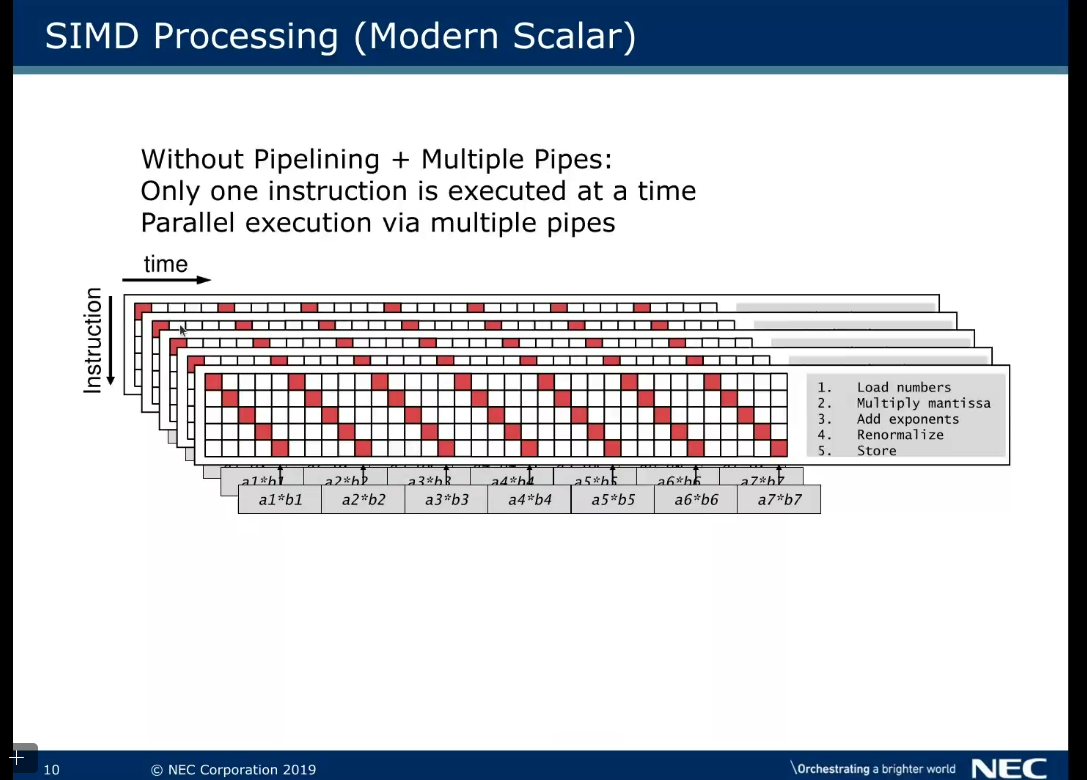 SIMD Processing (Modern Scalar)
Without Pipelining + Multiple Pipes:
Only one instruction is executed at a time
Parallel execution via multiple pipes
time
Instruction
1. Load numbers
2. Multiply mantissa
3. Add exponents
4. Renormalize
5. Store
a1*b1 a2*b2 a3*b3 a4*b4 a5*b5 a6*b6 a7*b7
a1*b1 a2*b2 a3*b3 a4*b4 a5*b5 a6*b6 a7*b7
10 © NEC Corporation 2019 \Orchestrating a brighter world NEC